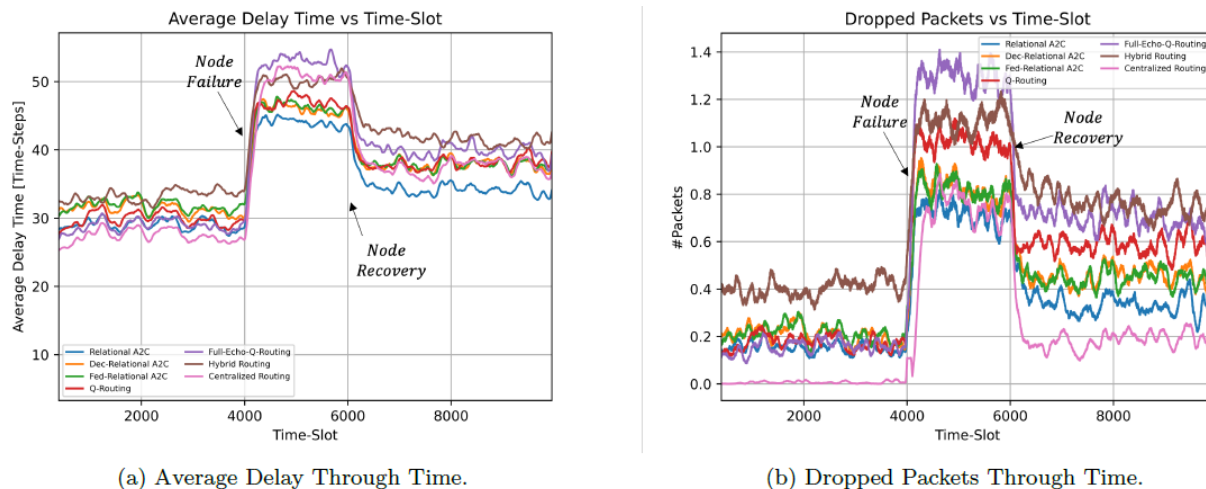 Average Delay Time vs Time-Slot
Average Delay Time [Time-Steps]
50
40
30
20
10
Node
Failure
Node
Recovery
Relational A2C
Dec-Relational A2C
Fed-Relational A2C
Q-Routing
Full-Echo-Q-Routing
Hybrid Routing
Centralized Routing
2000 4000 6000 8000
Time-Slot
(a) Average Delay Through Time.
Dropped Packets vs Time-Slot
#Packets
1.4
1.2
1.0
0.8
0.6
0.4
0.2
0.0
Relational A2C
Dec-Relational A2C
Fed-Relational A2C
Q-Routing
Full-Echo-Q-Routing
Hybrid Routing
Centralized Routing
Node
Failure
Node
Recovery
2000 4000 6000 8000
Time-Slot
(b) Dropped Packets Through Time.